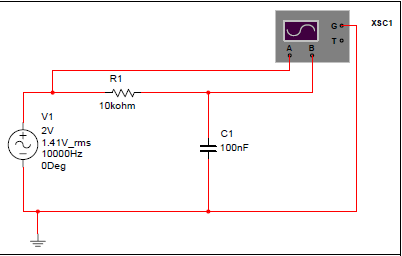 XSC1
G
T
A B
R1
10kohm
V1
2V
1.41V_rms
10000Hz
0Deg
C1
100nF